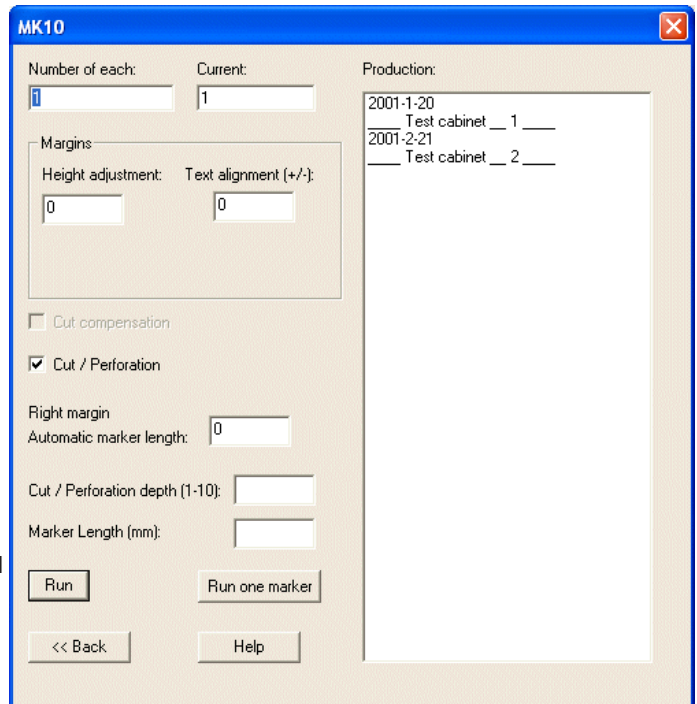 MK10
Number of each: Current:
1 1
Margins
Height adjustment: Text alignment (+/-):
0 0
Cut compensation
Cut / Perforation
Right margin
Automatic marker length: 0
Cut / Perforation depth (1-10):
Marker Length (mm):
Run Run one marker
<< Back Help
Production:
2001-1-20
____ Test cabinet __ 1 ____
2001-2-21
____ Test cabinet __ 2 ____